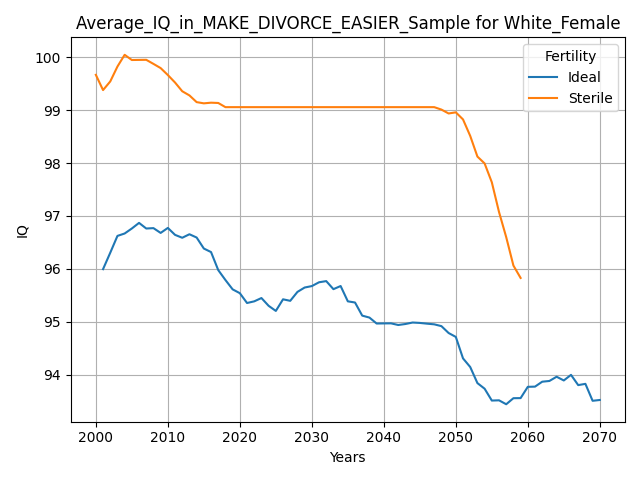 Average_IQ_in_MAKE_DIVORCE_EASIER_Sample for White_Female
Fertility
Ideal
Sterile
100
99
98
97
96
95
94
IQ
2000 2010 2020 2030 2040 2050 2060 2070
Years